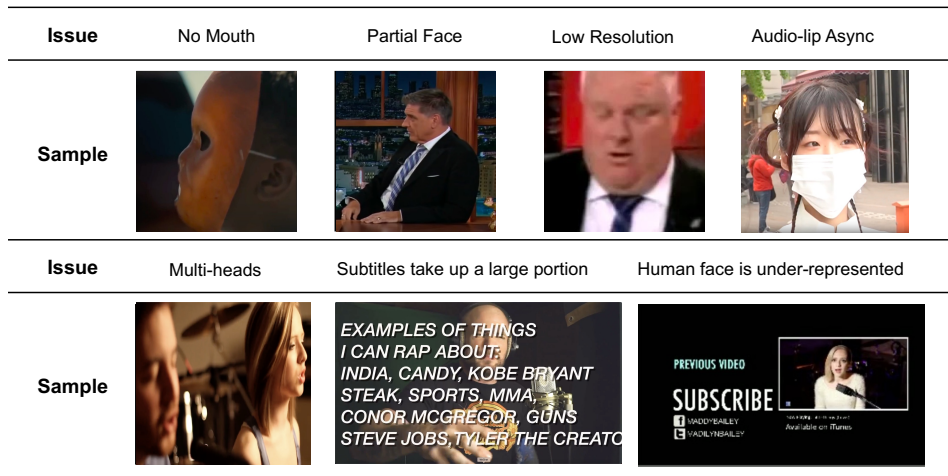 Issue No Mouth Partial Face Low Resolution Audio-lip Async
Sample
Issue Multi-heads Subtitles take up a large portion Human face is under-represented
Sample
EXAMPLES OF THINGS
I CAN RAP ABOUT:
INDIA, CANDY, KOBE BRYANT
STEAK, SPORTS, MMA,
CONOR MCGREGOR, GUNS
STEVE JOBS, TYLER THE CREATO
PREVIOUS VIDEO
SUBSCRIBE
MADDYBAILEY
MADILYNBAILEY
Available on iTunes